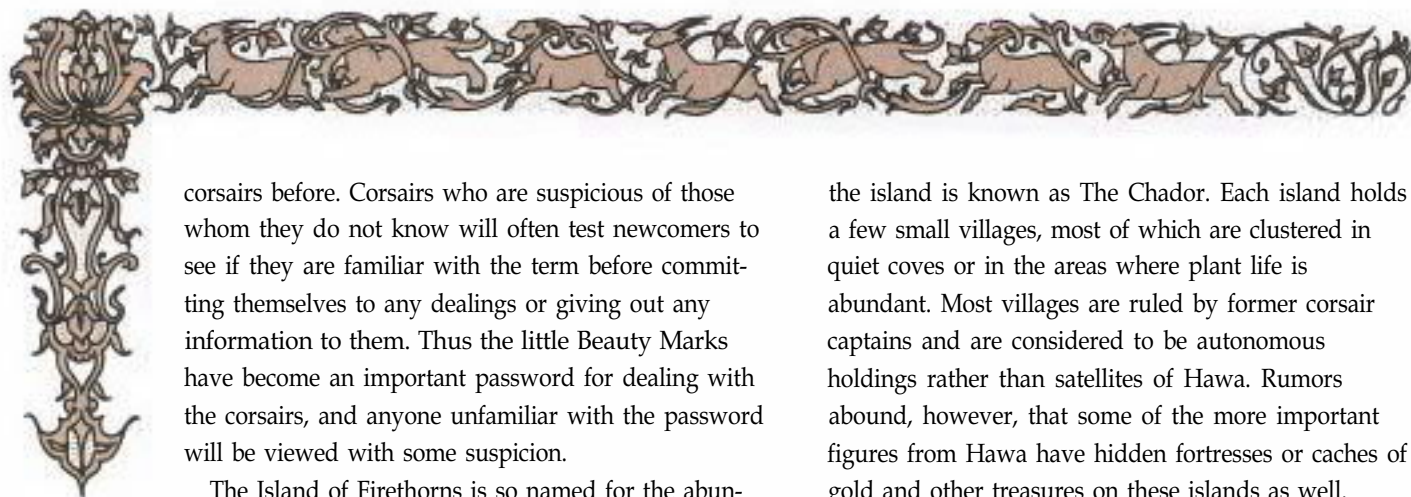 corsairs before. Corsairs who are suspicious of those
whom they do not know will often test newcomers to
see if they are familiar with the term before commit-
ting themselves to any dealings or giving out any
information to them. Thus the little Beauty Marks
have become an important password for dealing with
the corsairs, and anyone unfamiliar with the password
will be viewed with some suspicion.
The Island of Firethorns is so named for the abun-
the island is known as The Chador. Each island holds
a few small villages, most of which are clustered in
quiet coves or in the areas where plant life is
abundant. Most villages are ruled by former corsair
captains and are considered to be autonomous
holdings rather than satellites of Hawa. Rumors
abound, however, that some of the more important
figures from Hawa have hidden fortresses or caches of
gold and other treasures on these islands as well.